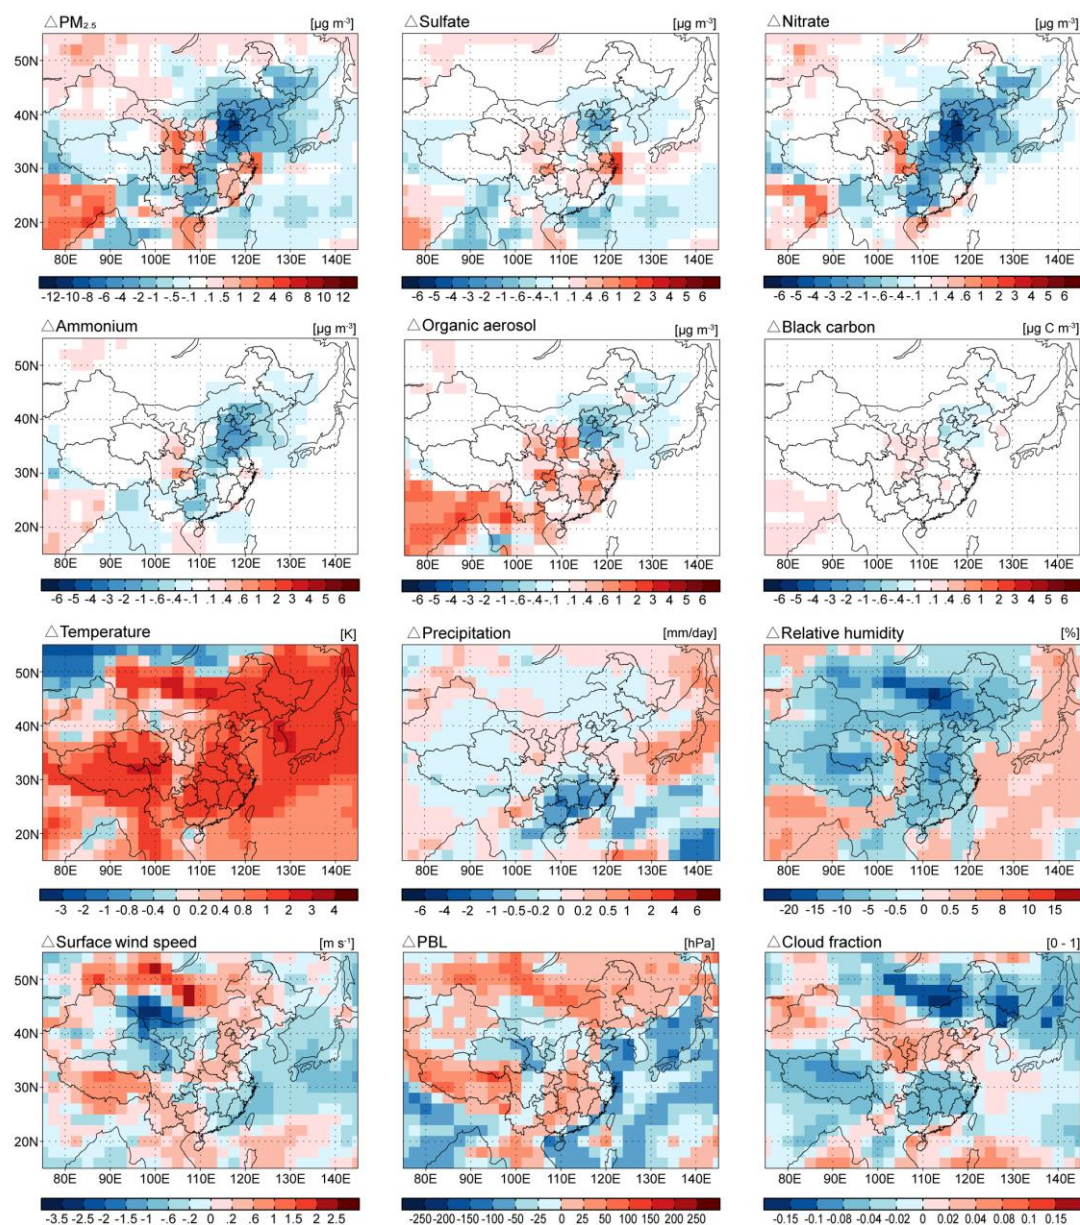 △PM₂.₅ [µg m⁻³] △Sulfate [µg m⁻³] △Nitrate [µg m⁻³]
50N
40N
30N
20N
80E 90E 100E 110E 120E 130E 140E 80E 90E 100E 110E 120E 130E 140E 80E 90E 100E 110E 120E 130E 140E
-12-10 -8 -6 -4 -2 -1 -.5 -.1 .1 .5 1 2 4 6 8 10 12 -6 -5 -4 -3 -2 -1 -.6 -.4 -.1 .1 .4 .6 1 2 3 4 5 6 -6 -5 -4 -3 -2 -1 -.6 -.4 -.1 .1 .4 .6 1 2 3 4 5 6
△Ammonium [µg m⁻³] △Organic aerosol [µg m⁻³] △Black carbon [µg C m⁻³]
50N
40N
30N
20N
80E 90E 100E 110E 120E 130E 140E 80E 90E 100E 110E 120E 130E 140E 80E 90E 100E 110E 120E 130E 140E
-6 -5 -4 -3 -2 -1 -.6 -.4 -.1 .1 .4 .6 1 2 3 4 5 6 -6 -5 -4 -3 -2 -1 -.6 -.4 -.1 .1 .4 .6 1 2 3 4 5 6 -6 -5 -4 -3 -2 -1 -.6 -.4 -.1 .1 .4 .6 1 2 3 4 5 6
△Temperature [K] △Precipitation [mm/day] △Relative humidity [%]
50N
40N
30N
20N
80E 90E 100E 110E 120E 130E 140E 80E 90E 100E 110E 120E 130E 140E 80E 90E 100E 110E 120E 130E 140E
-3 -2 -1 -0.8 -0.4 0 0.2 0.4 0.8 1 2 3 4 -6 -4 -2 -1 -0.5-0.2 0 0.2 0.5 1 2 4 6 -20 -15 -10 -5 -0.5 0 0.5 5 8 10 15
△Surface wind speed [m s⁻¹] △PBL [hPa] △Cloud fraction [0 - 1]
50N
40N
30N
20N
80E 90E 100E 110E 120E 130E 140E 80E 90E 100E 110E 120E 130E 140E 80E 90E 100E 110E 120E 130E 140E
-3.5 -2.5 -1 -.6 -.2 0 .2 .6 1.5 2 2.5 -250-200-150-100-50 -25 0 25 50 100 150 200 250 -0.15 -0.1 -0.04 -0.02 0 0.02 0.04 0.08 0.1 0.15